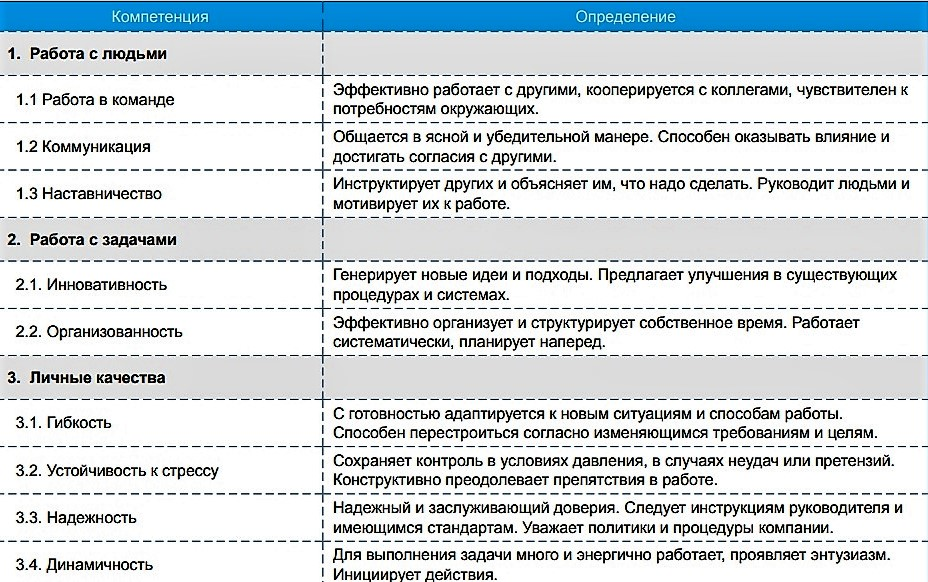 Компетенция Определение
1. Работа с людьми
1.1 Работа в команде
Эффективно работает с другими, кооперируется с коллегами, чувствителен к
потребностям окружающих.
1.2 Коммуникация
Общается в ясной и убедительной манере. Способен оказывать влияние и
достигать согласия с другими.
1.3 Наставничество
Инструктирует других и объясняет им, что надо сделать. Руководит людьми и
мотивирует их к работе.
2. Работа с задачами
2.1. Инновативность
Генерирует новые идеи и подходы. Предлагает улучшения в существующих
процедурах и системах.
2.2. Организованность
Эффективно организует и структурирует собственное время. Работает
систематически, планирует наперед.
3. Личные качества
3.1. Гибкость
С готовностью адаптируется к новым ситуациям и способам работы.
Способен перестроиться согласно изменяющимся требованиям и целям.
3.2. Устойчивость к стрессу
Сохраняет контроль в условиях давления, в случаях неудач или претензий.
Конструктивно преодолевает препятствия в работе.
3.3. Надежность
Надежный и заслуживающий доверия. Следует инструкциям руководителя и
имеющимся стандартам. Уважает политики и процедуры компании.
3.4. Динамичность
Для выполнения задачи много и энергично работает, проявляет энтузиазм.
Инициирует действия.